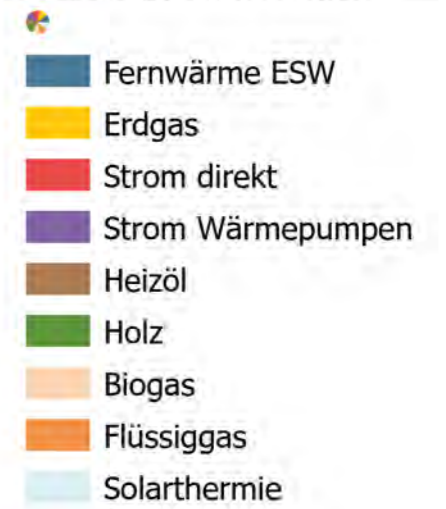 Fernwärme ESW
Erdgas
Strom direkt
Strom Wärmepumpen
Heizöl
Holz
Biogas
Flüssiggas
Solarthermie